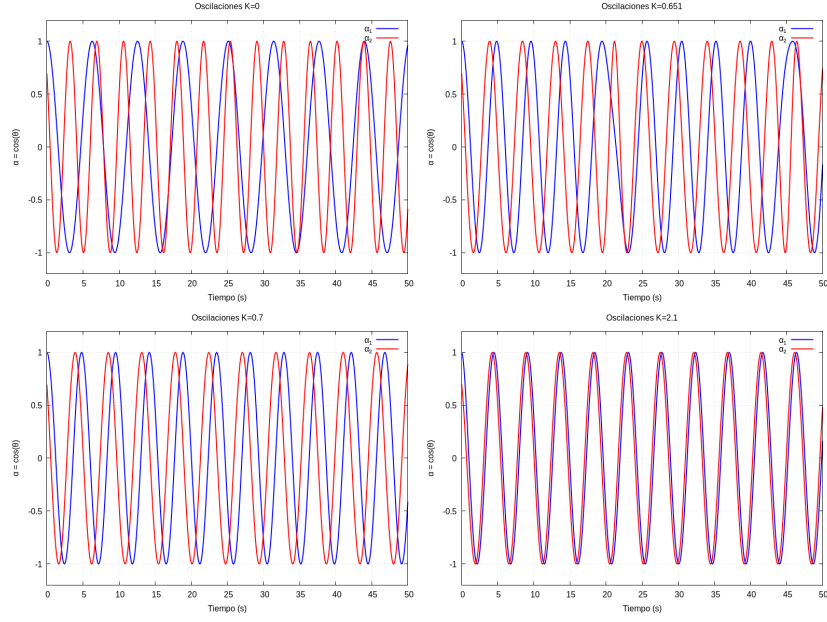 Oscilaciones K=0
α₁
α₂
α = cos(θ)
1
0.5
0
-0.5
-1
0 5 10 15 20 25 30 35 40 45 50
Tiempo (s)
Oscilaciones K=0.651
α₁
α₂
α = cos(θ)
1
0.5
0
-0.5
-1
0 5 10 15 20 25 30 35 40 45 50
Tiempo (s)
Oscilaciones K=0.7
α₁
α₂
α = cos(θ)
1
0.5
0
-0.5
-1
0 5 10 15 20 25 30 35 40 45 50
Tiempo (s)
Oscilaciones K=2.1
α₁
α₂
α = cos(θ)
1
0.5
0
-0.5
-1
0 5 10 15 20 25 30 35 40 45 50
Tiempo (s)